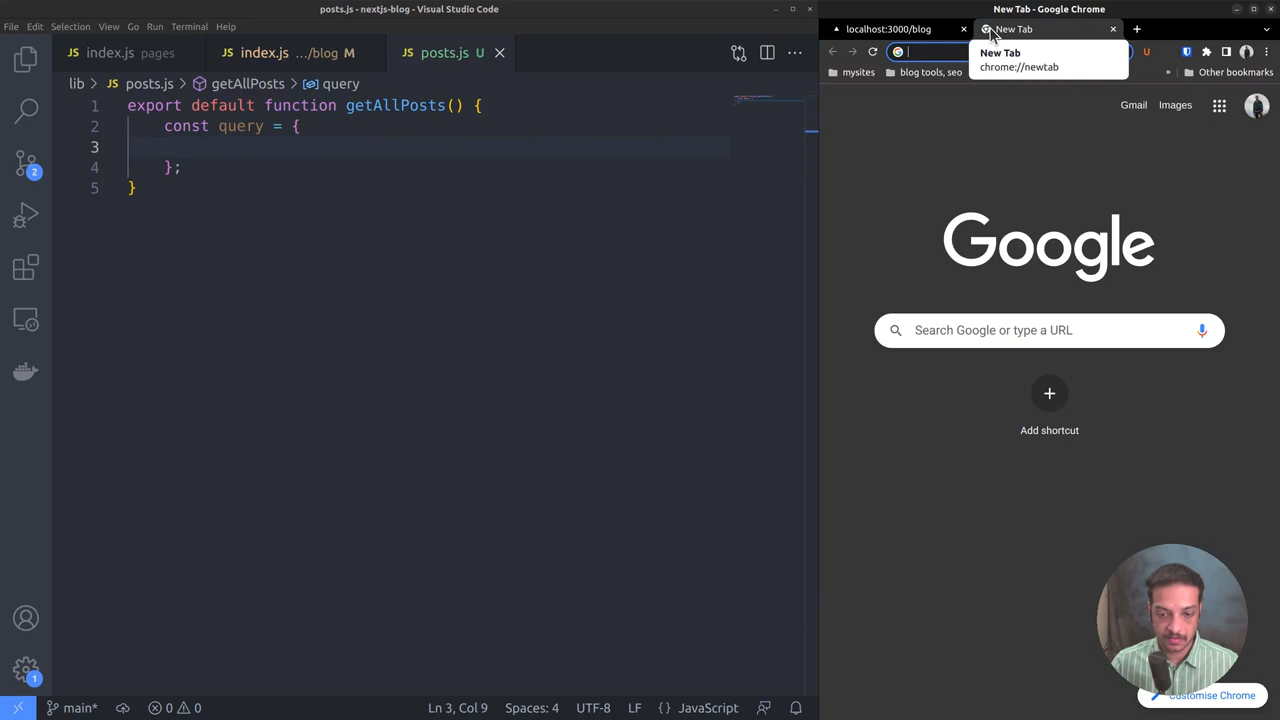 posts.js - nextjs-blog - Visual Studio Code
File Edit Selection View Go Run Terminal Help
index.js pages
index.js .../blog M
posts.js U
lib > JS posts.js > getAllPosts > query
1 export default function getAllPosts() {
2 const query = {
3
4 };
5 }
2
1
main*
0 0
Ln 3, Col 9
Spaces: 4
UTF-8
LF
JavaScript
New Tab - Google Chrome
localhost:3000/blog
New Tab
New Tab
chrome://newtab
mysites
blog tools, seo
»
Other bookmarks
Gmail
Images
Google
Search Google or type a URL
Add shortcut
Customise Chrome